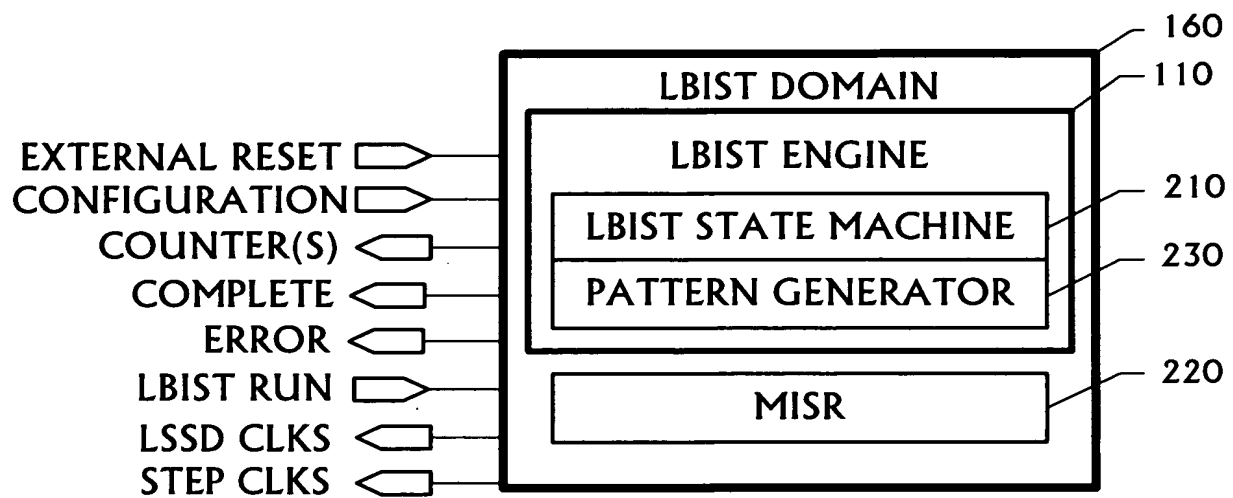 160
LBIST DOMAIN
110
EXTERNAL RESET
LBIST ENGINE
CONFIGURATION
210
LBIST STATE MACHINE
COUNTER(S)
230
COMPLETE
PATTERN GENERATOR
ERROR
LBIST RUN
220
MISR
LSSD CLKS
STEP CLKS